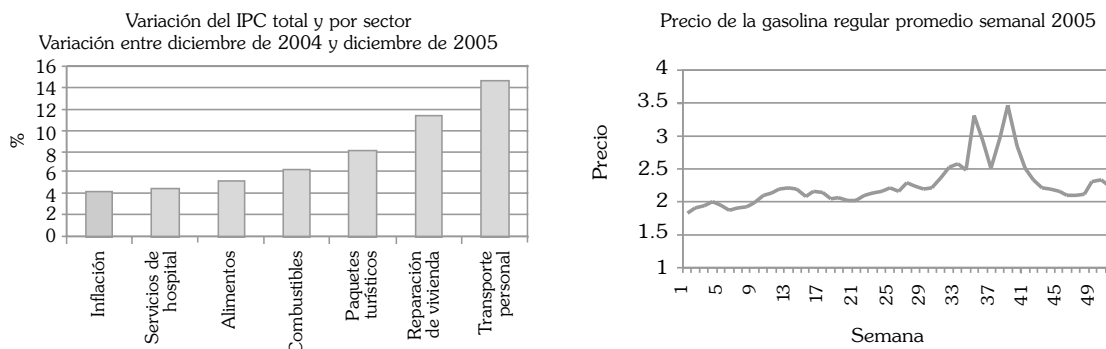 Variación del IPC total y por sector
Variación entre diciembre de 2004 y diciembre de 2005
%
16
14
12
10
8
6
4
2
0
Inflación
Servicios de
hospital
Alimentos
Combustibles
Paquetes
turísticos
Reparación
de vivienda
Transporte
personal
Precio de la gasolina regular promedio semanal 2005
Precio
4
3.5
3
2.5
2
1.5
1
1
5
9
13
17
21
25
29
33
37
41
45
49
Semana